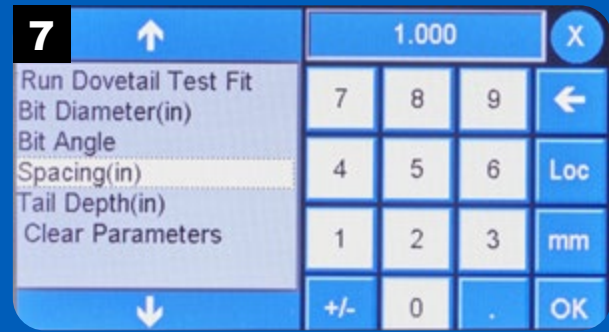 7
1.000
X
Run Dovetail Test Fit
Bit Diameter(in)
Bit Angle
Spacing(in)
Tail Depth(in)
Clear Parameters
7 8 9
4 5 6 Loc
1 2 3 mm
+/- 0 . OK